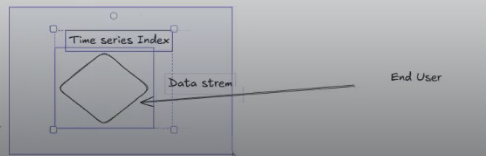 Time series Index
Data strem
End User